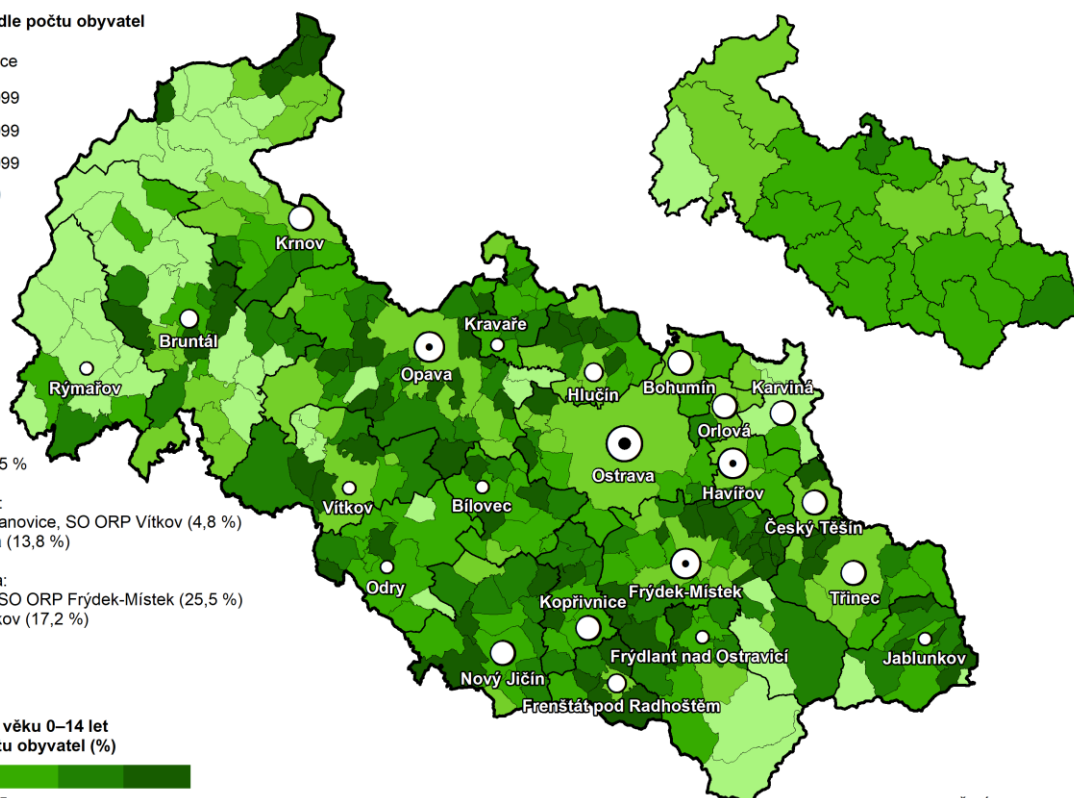 dle počtu obyvatel
ce
99
99
99
Krnov
Bruntál
Rýmařov
Opava
Kravaře
Hlučín
Bohumín
Karviná
Orlová
Ostrava
Havířov
5 %
Vítkov
Bílovec
Český Těšín
anovice, SO ORP Vítkov (4,8 %)
(13,8 %)
Odry
Frýdek-Místek
Třinec
a:
SO ORP Frýdek-Místek (25,5 %)
kov (17,2 %)
Kopřivnice
Nový Jičín
Frýdlant nad Ostravicí
Jablunkov
Frenštát pod Radhoštěm
věku 0–14 let
tu obyvatel (%)